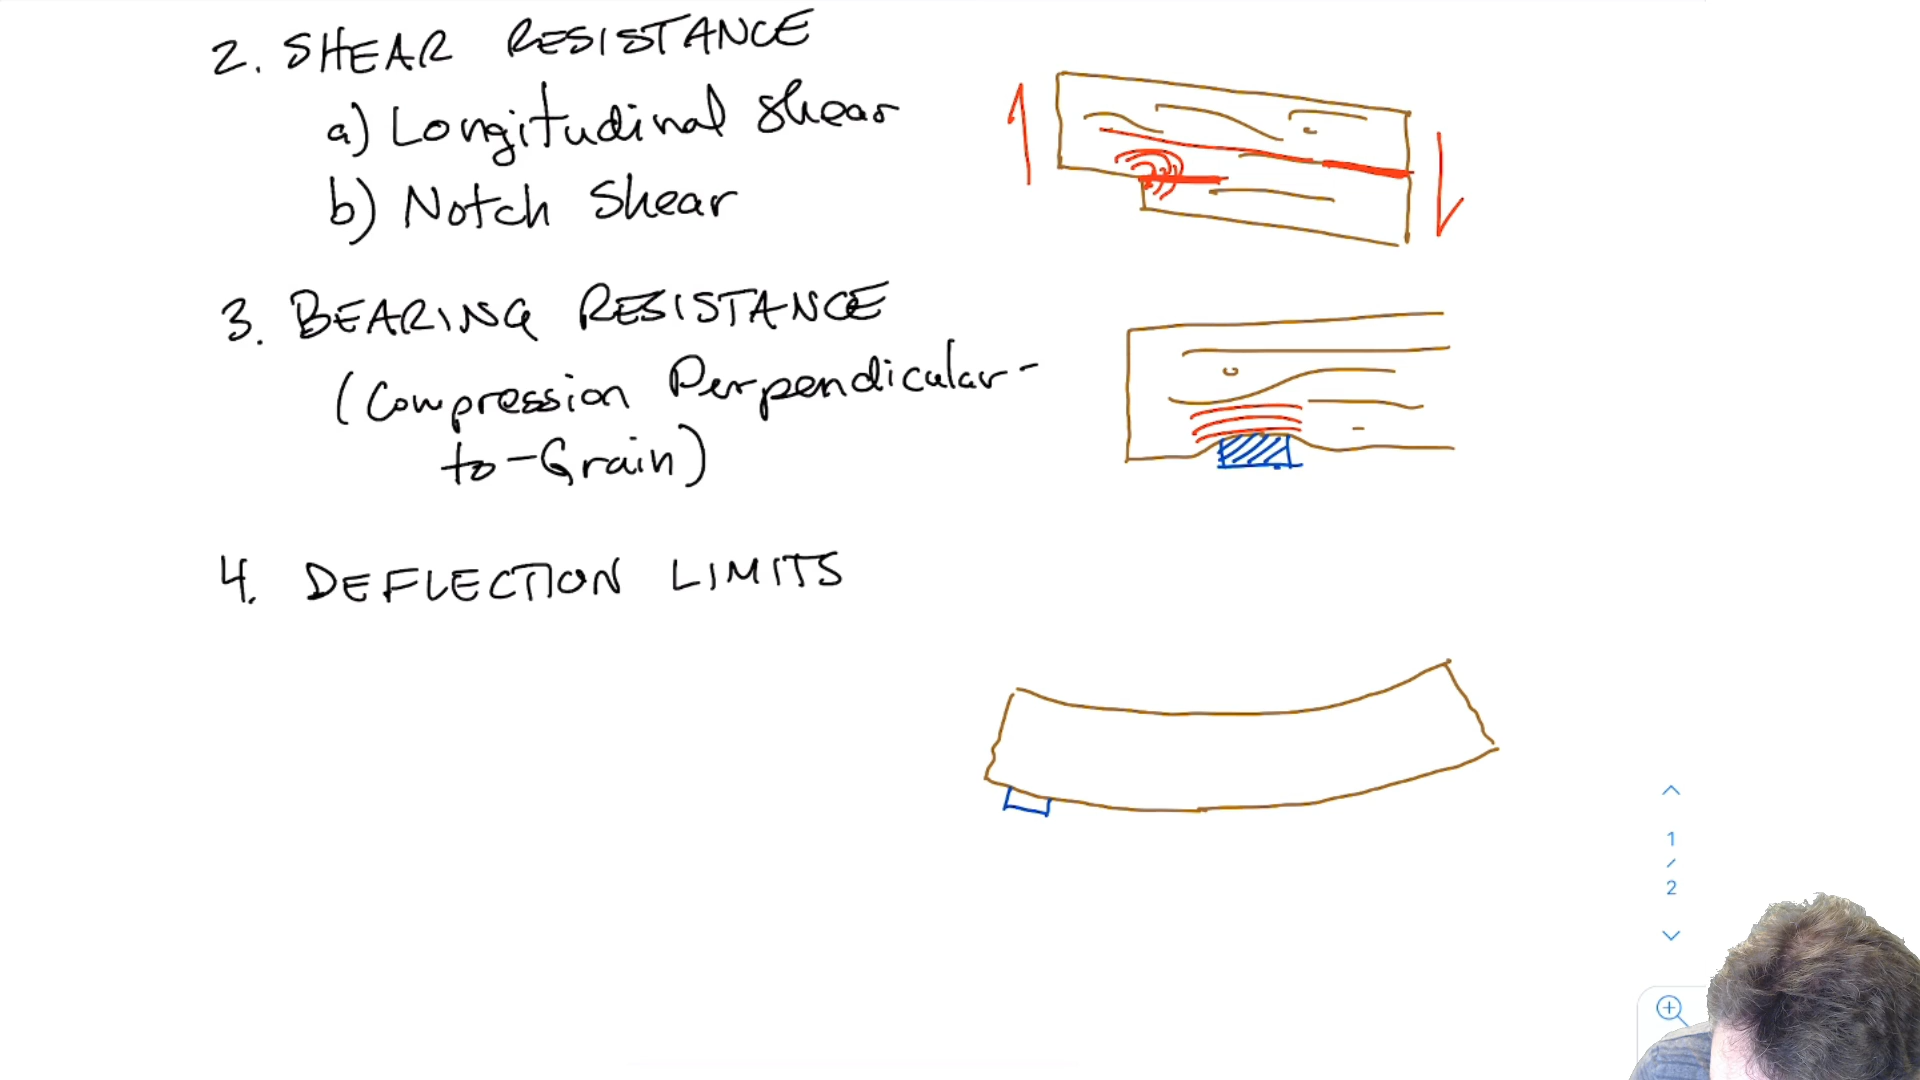 2. SHEAR RESISTANCE
a) Longitudinal shear
b) Notch Shear
3. BEARING RESISTANCE
(Compression Perpendicular-
to-Grain)
4. DEFLECTION LIMITS
1
/
2